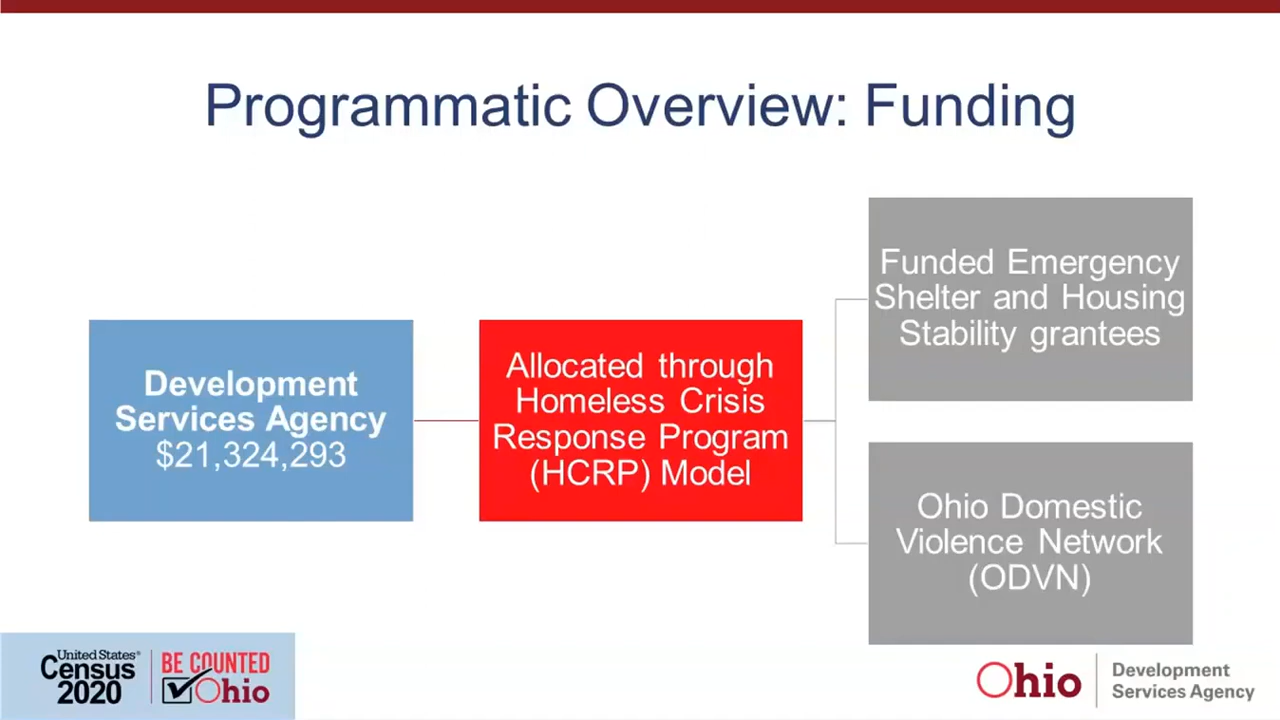 Programmatic Overview: Funding
Development
Services Agency
$21,324,293
Allocated through
Homeless Crisis
Response Program
(HCRP) Model
Funded Emergency
Shelter and Housing
Stability grantees
Ohio Domestic
Violence Network
(ODVN)
United States®
Census
2020
BE COUNTED
Ohio
Ohio
Development
Services Agency